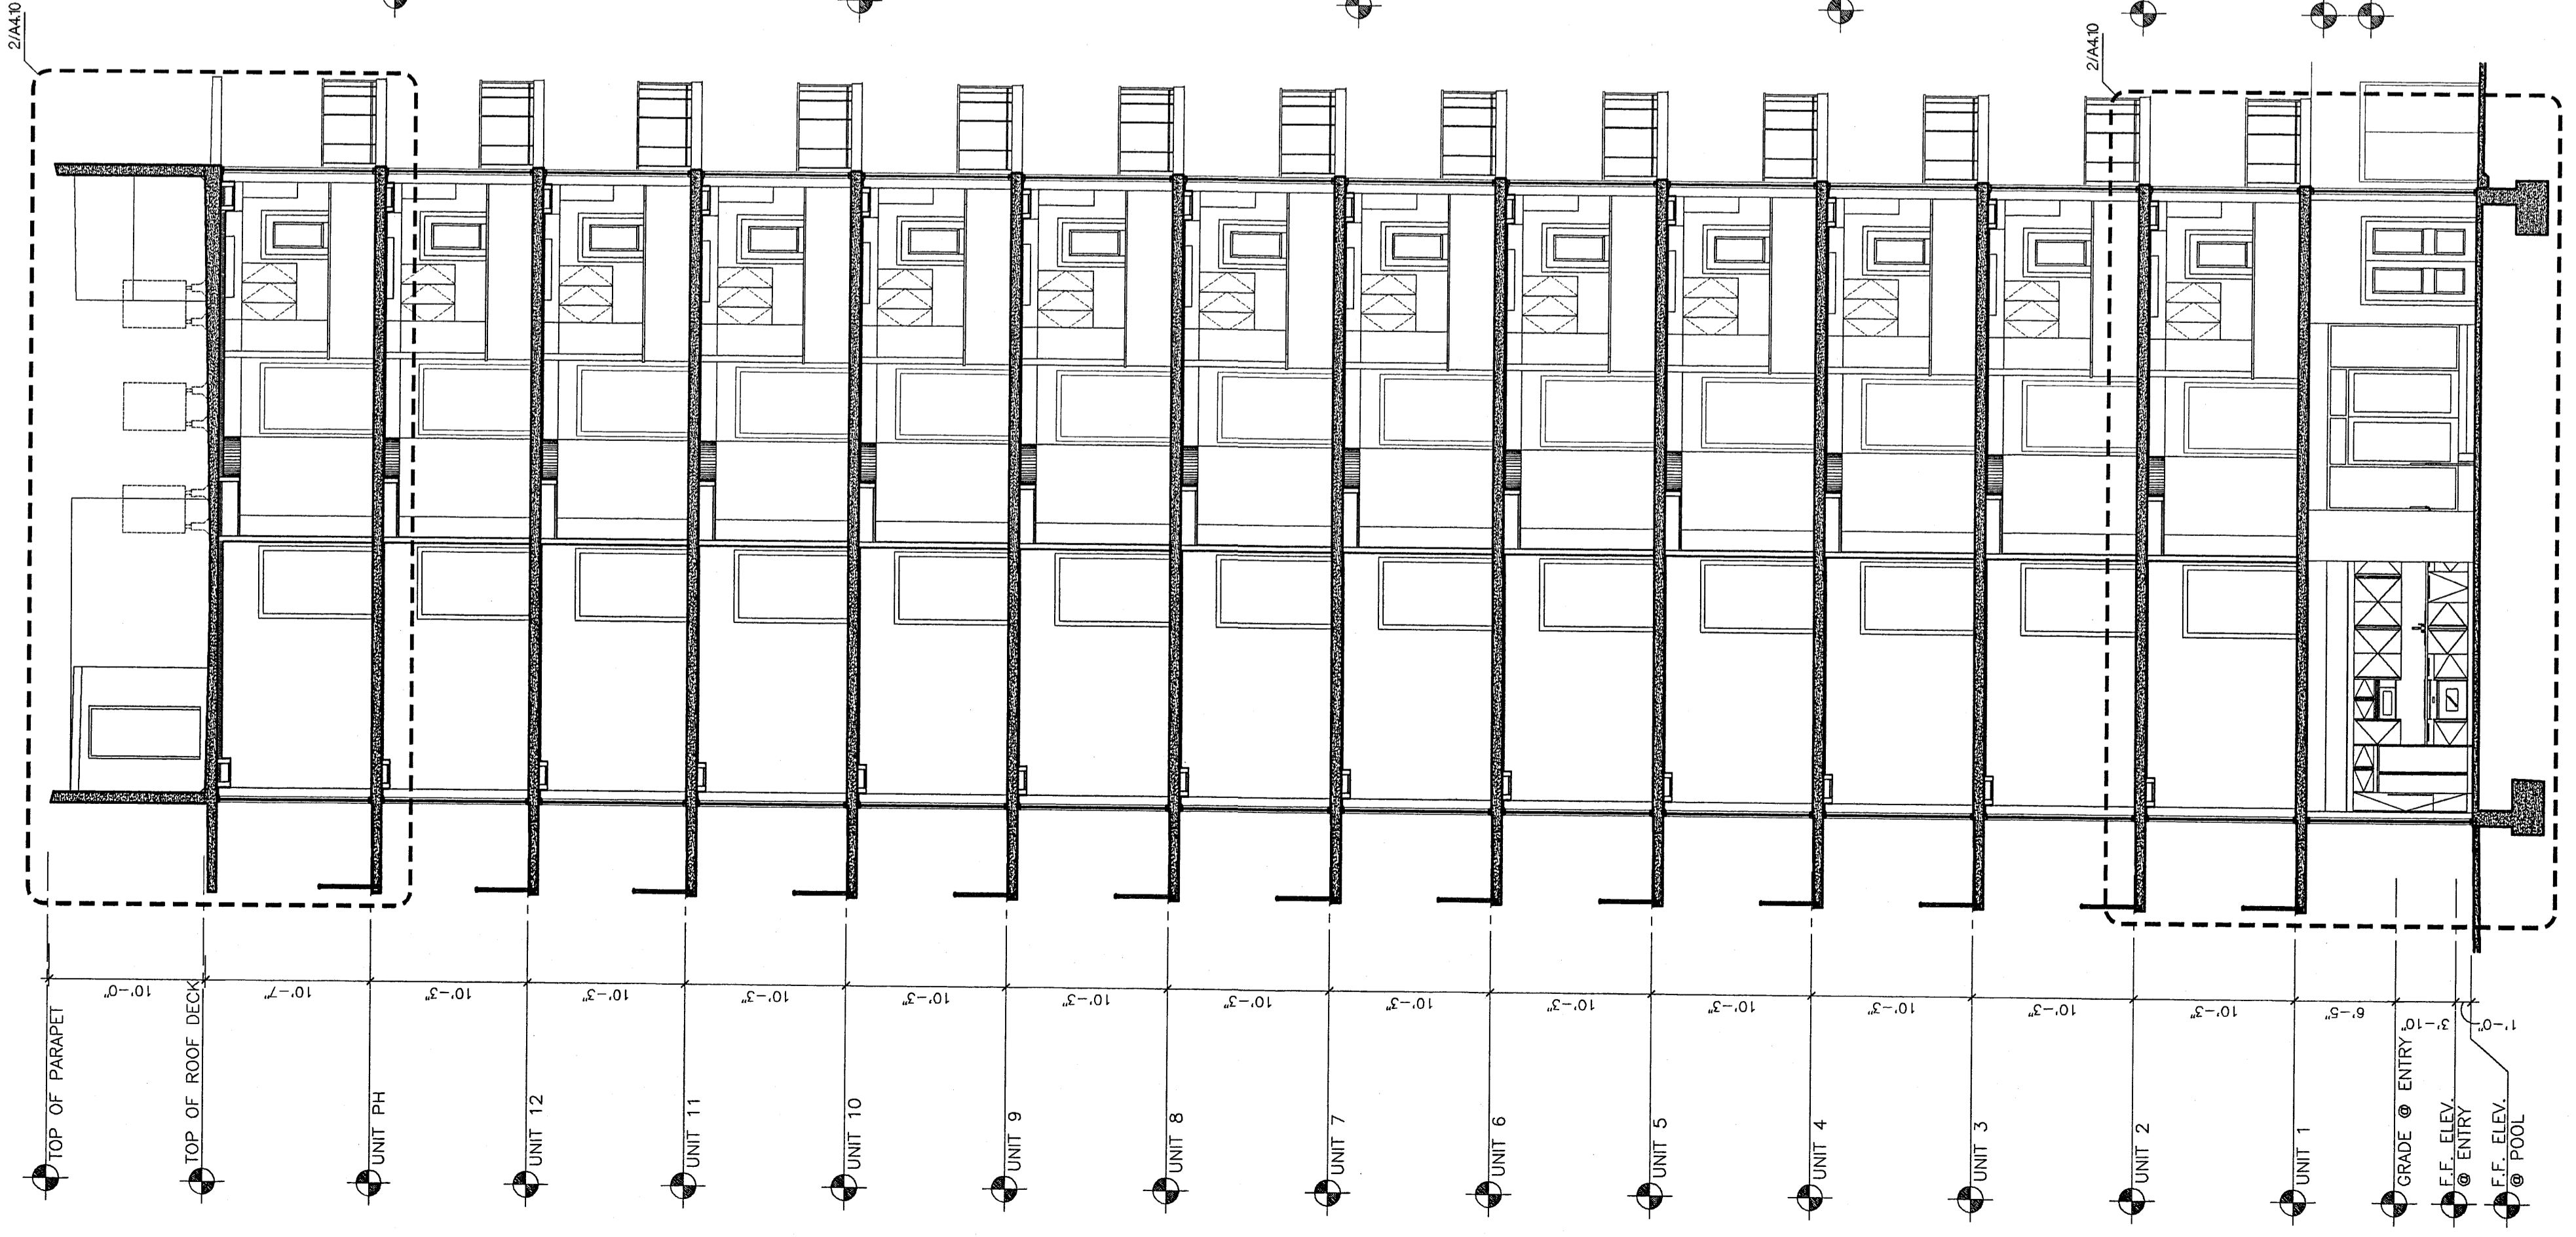 2/A4.10
2/A4.10
10'-0"
10'-7"
10'-3"
10'-3"
10'-3"
10'-3"
10'-3"
10'-3"
10'-3"
10'-3"
10'-3"
10'-3"
10'-3"
10'-3"
6'-5"
3'-10"
1'-0"
TOP OF PARAPET
TOP OF ROOF DECK
UNIT PH
UNIT 12
UNIT 11
UNIT 10
UNIT 9
UNIT 8
UNIT 7
UNIT 6
UNIT 5
UNIT 4
UNIT 3
UNIT 2
UNIT 1
GRADE @ ENTRY
F.F. ELEV.
@ ENTRY
F.F. ELEV.
@ POOL